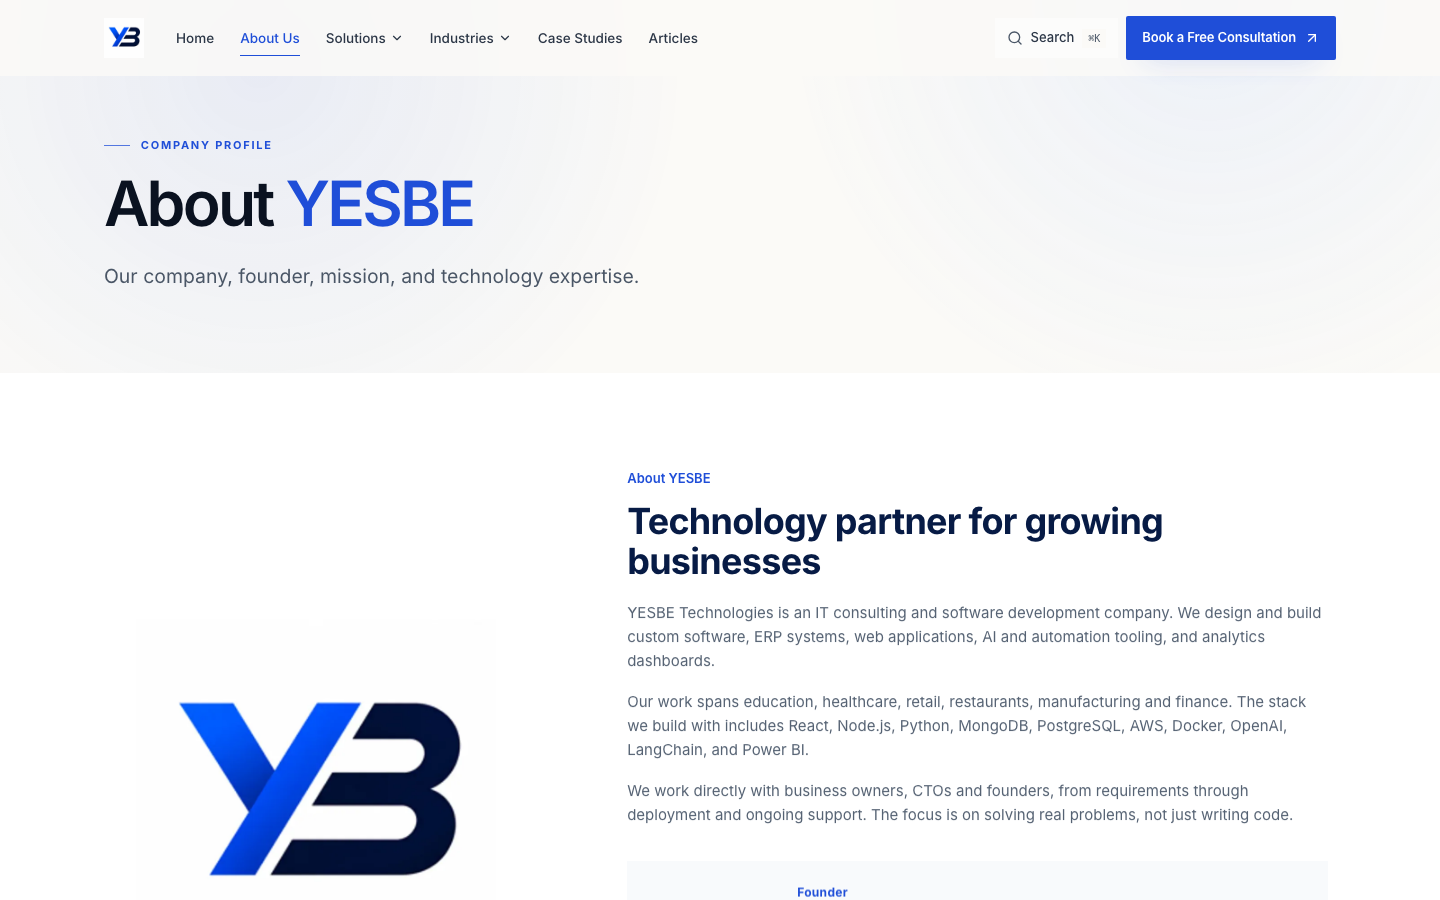 YB
Home
About Us
Solutions
Industries
Case Studies
Articles
Search ⌘K
Book a Free Consultation
COMPANY PROFILE
About YESBE
Our company, founder, mission, and technology expertise.
About YESBE
Technology partner for growing
businesses
YESBE Technologies is an IT consulting and software development company. We design and build
custom software, ERP systems, web applications, AI and automation tooling, and analytics
dashboards.
Our work spans education, healthcare, retail, restaurants, manufacturing and finance. The stack
we build with includes React, Node.js, Python, MongoDB, PostgreSQL, AWS, Docker, OpenAI,
LangChain, and Power BI.
We work directly with business owners, CTOs and founders, from requirements through
deployment and ongoing support. The focus is on solving real problems, not just writing code.
YB
Founder